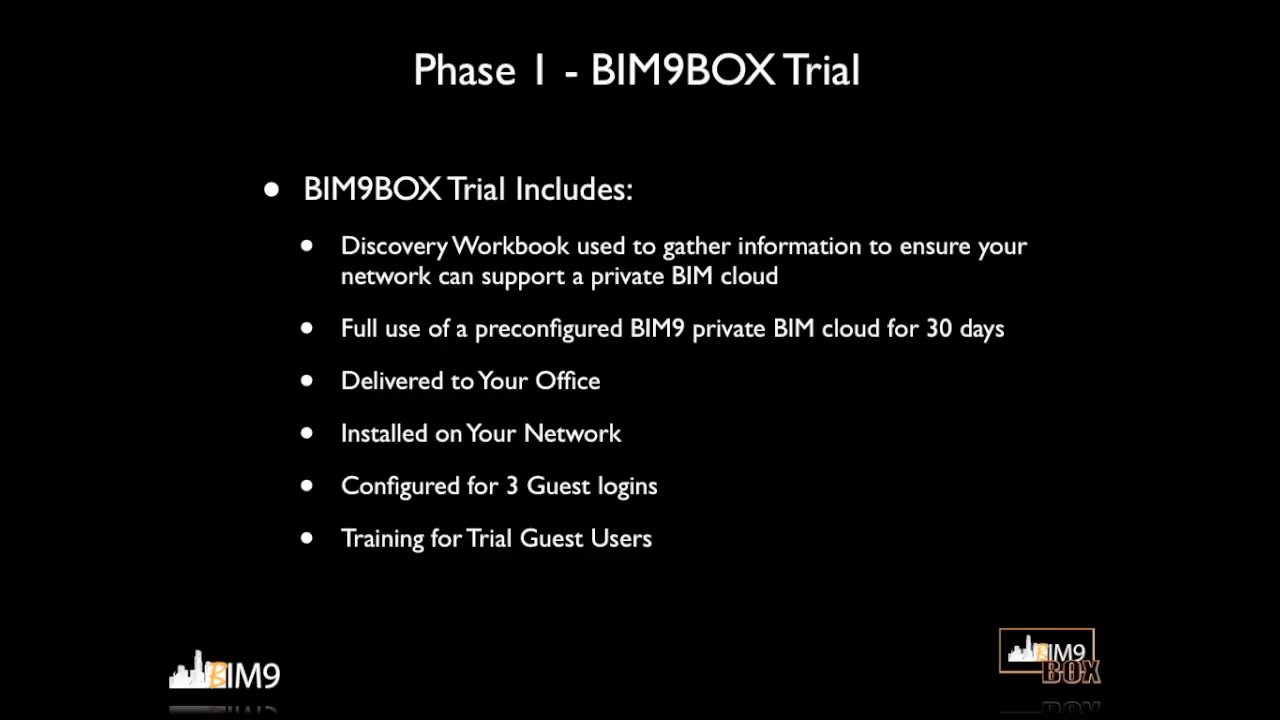 Phase 1 - BIM9BOX Trial
● BIM9BOX Trial Includes:
● Discovery Workbook used to gather information to ensure your
network can support a private BIM cloud
● Full use of a preconfigured BIM9 private BIM cloud for 30 days
● Delivered to Your Office
● Installed on Your Network
● Configured for 3 Guest logins
● Training for Trial Guest Users
BIM9
BIM9
BOX